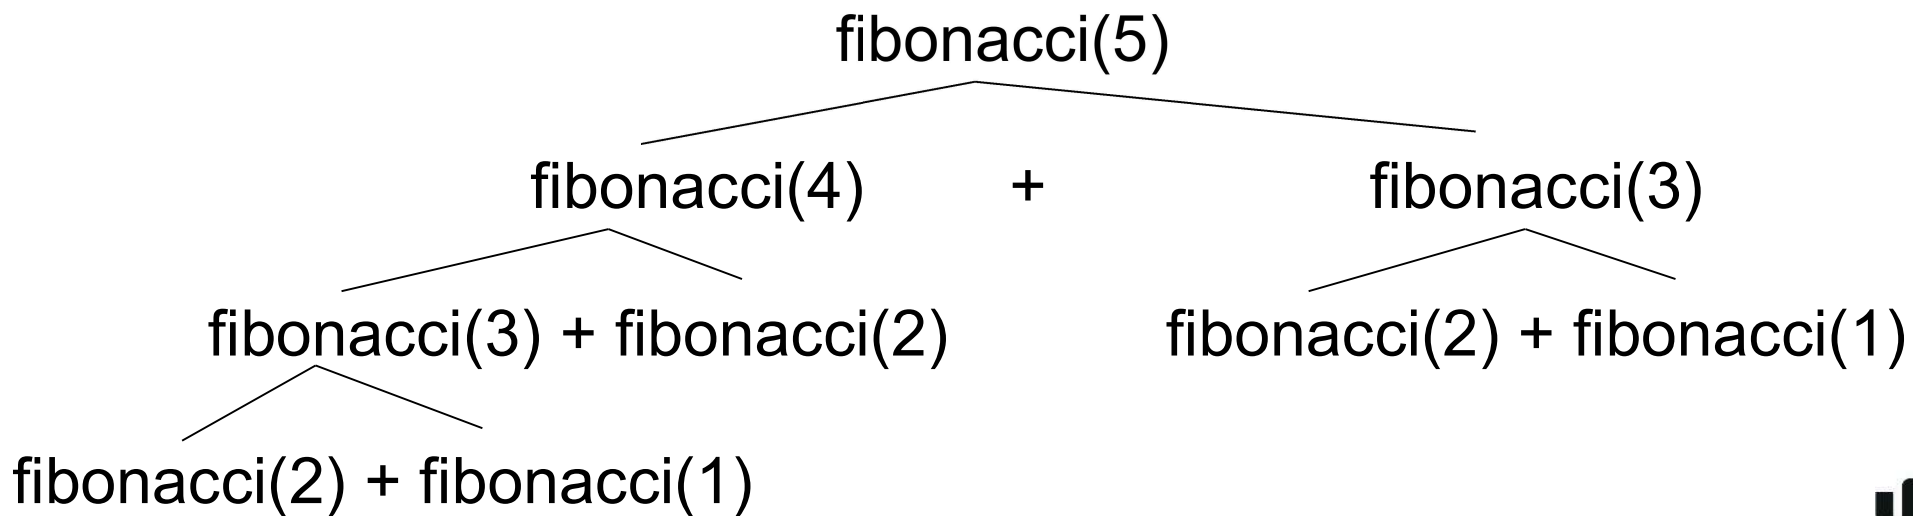 fibonacci(5)
fibonacci(4) + fibonacci(3)
fibonacci(3) + fibonacci(2) fibonacci(2) + fibonacci(1)
fibonacci(2) + fibonacci(1)